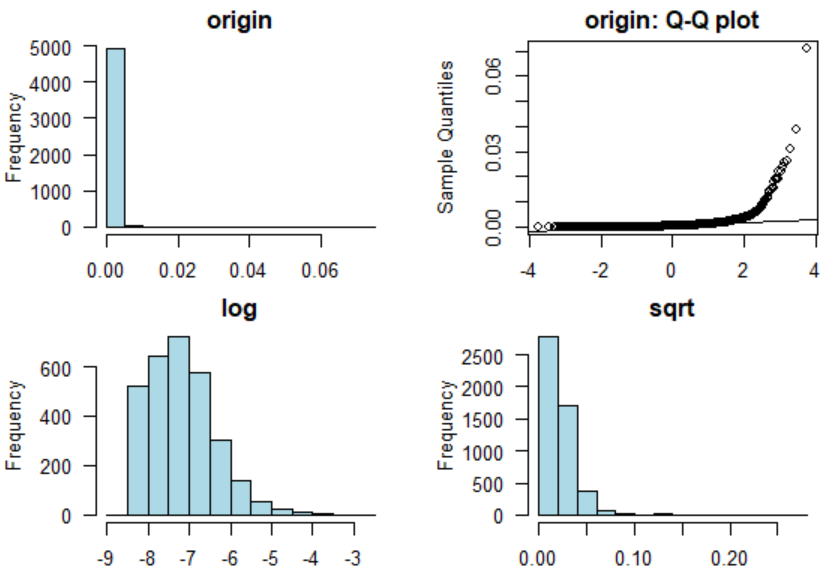 origin
Frequency
5000
4000
3000
2000
1000
0
0.00 0.02 0.04 0.06
origin: Q-Q plot
Sample Quantiles
0.06
0.03
0.00
-4 -2 0 2 4
log
Frequency
600
400
200
0
-9 -8 -7 -6 -5 -4 -3
sqrt
Frequency
2500
2000
1500
1000
500
0
0.00 0.10 0.20